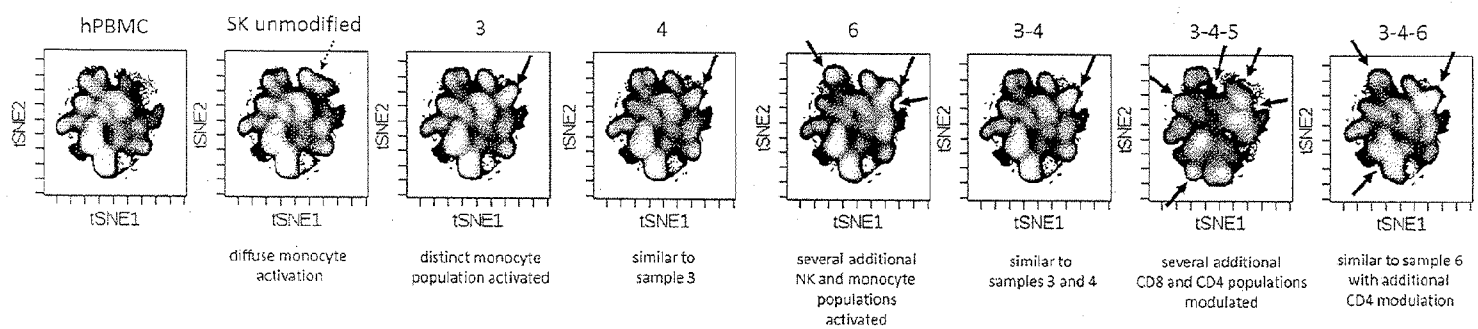 hPBMC
SK unmodified
3
4
6
3-4
3-4-5
3-4-6
tSNE2
tSNE1
tSNE2
tSNE1
tSNE2
tSNE1
tSNE2
tSNE1
tSNE2
tSNE1
tSNE2
tSNE1
tSNE2
tSNE1
tSNE2
tSNE1
diffuse monocyte
activation
distinct monocyte
population activated
similar to
sample 3
several additional
NK and monocyte
populations
activated
similar to
samples 3 and 4
several additional
CD8 and CD4 populations
modulated
similar to sample 6
with additional
CD4 modulation